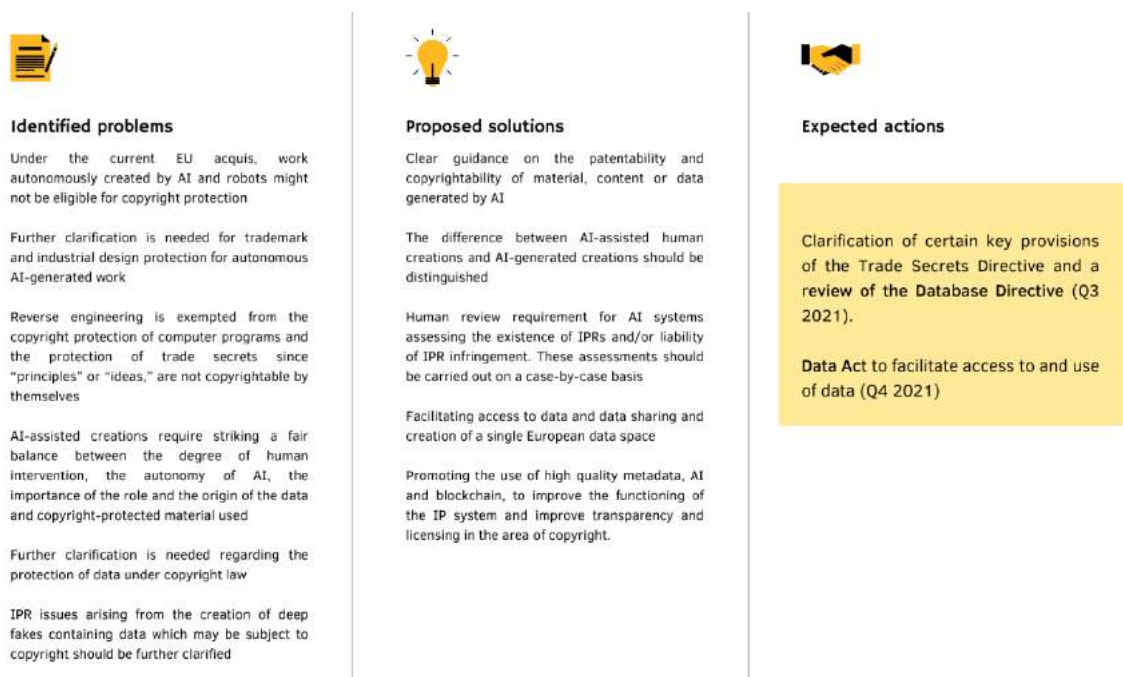 Identified problems
Under the current EU acquis, work
autonomously created by AI and robots might
not be eligible for copyright protection
Further clarification is needed for trademark
and industrial design protection for autonomous
AI-generated work
Reverse engineering is exempted from the
copyright protection of computer programs and
the protection of trade secrets since
"principles" or "ideas," are not copyrightable by
themselves
AI-assisted creations require striking a fair
balance between the degree of human
intervention, the autonomy of AI, the
importance of the role and the origin of the data
and copyright-protected material used
Further clarification is needed regarding the
protection of data under copyright law
IPR issues arising from the creation of deep
fakes containing data which may be subject to
copyright should be further clarified
Proposed solutions
Clear guidance on the patentability and
copyrightability of material, content or data
generated by AI
The difference between AI-assisted human
creations and AI-generated creations should be
distinguished
Human review requirement for AI systems
assessing the existence of IPRs and/or liability
of IPR infringement. These assessments should
be carried out on a case-by-case basis
Facilitating access to data and data sharing and
creation of a single European data space
Promoting the use of high quality metadata, AI
and blockchain, to improve the functioning of
the IP system and improve transparency and
licensing in the area of copyright.
Expected actions
Clarification of certain key provisions
of the Trade Secrets Directive and a
review of the Database Directive (Q3
2021).
Data Act to facilitate access to and use
of data (Q4 2021)